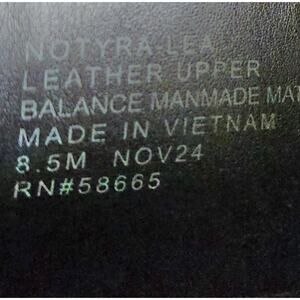 NOTYRA-LEA
LEATHER UPPER
BALANCE MANMADE MAT
MADE IN VIETNAM
8.5M NOV24
RN#58665